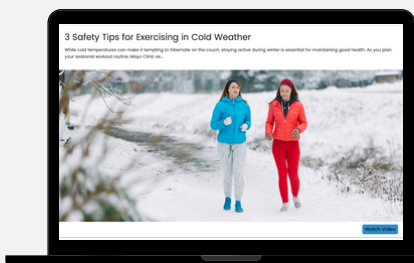 3 Safety Tips for Exercising in Cold Weather
While cold temperatures can make it tempting to hibernate on the couch, staying active during winter is essential for maintaining good health. As you plan
your seasonal workout routine, Mayo Clinic ex...
Watch Video